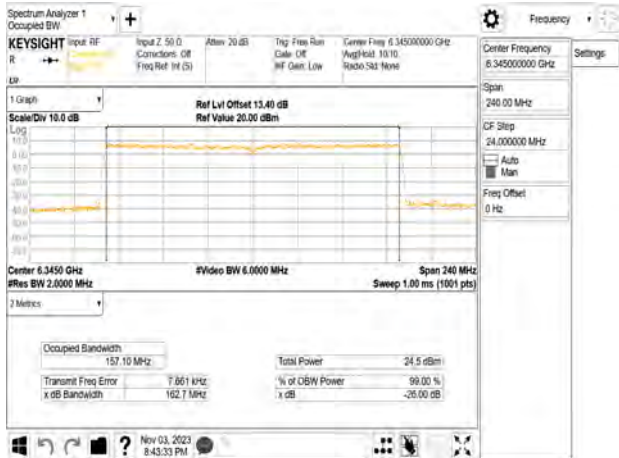 Spectrum Analyzer 1
Occupied BW
Frequency
KEYSIGHT Input: RF
R
Input Z: 50 Ω
Corrections: Off
Freq Ref: Int (S)
Atten: 20 dB
Trig: Free Run
Gate: Off
#IF Gain: Low
Center Freq: 6.345000000 GHz
Avg|Hold: 10/10
Radio Std: None
Center Frequency
6.345000000 GHz
Settings
Span
240.00 MHz
CF Step
24.000000 MHz
Auto
Man
Freq Offset
0 Hz
1 Graph
Scale/Div 10.0 dB
Ref Lvl Offset 13.40 dB
Ref Value 20.00 dBm
Log
10.0
0.00
Center 6.3450 GHz
#Res BW 2.0000 MHz
#Video BW 6.0000 MHz
Span 240 MHz
Sweep 1.00 ms (1001 pts)
2 Metrics
Occupied Bandwidth
157.10 MHz
Total Power
24.5 dBm
Transmit Freq Error
7.661 kHz
% of OBW Power
99.00 %
x dB Bandwidth
162.7 MHz
x dB
-26.00 dB
?
Nov 03, 2023
8:43:33 PM